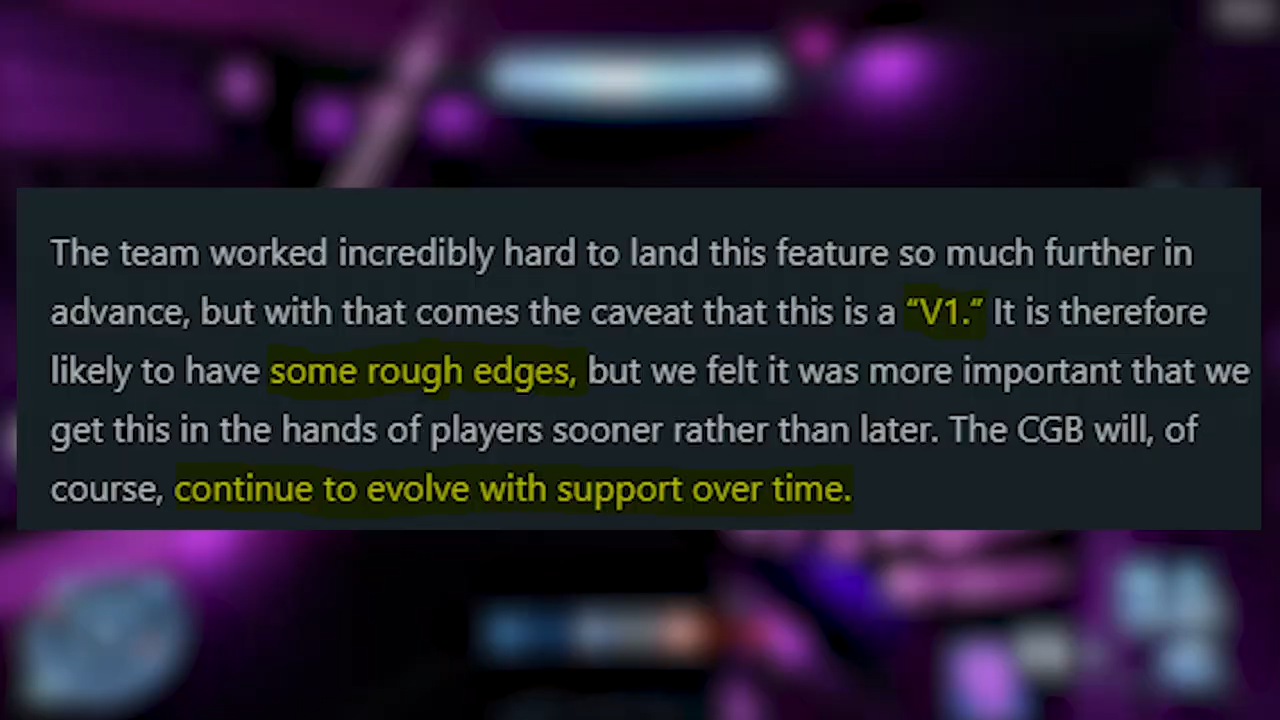 The team worked incredibly hard to land this feature so much further in
advance, but with that comes the caveat that this is a “V1.” It is therefore
likely to have some rough edges, but we felt it was more important that we
get this in the hands of players sooner rather than later. The CGB will, of
course, continue to evolve with support over time.